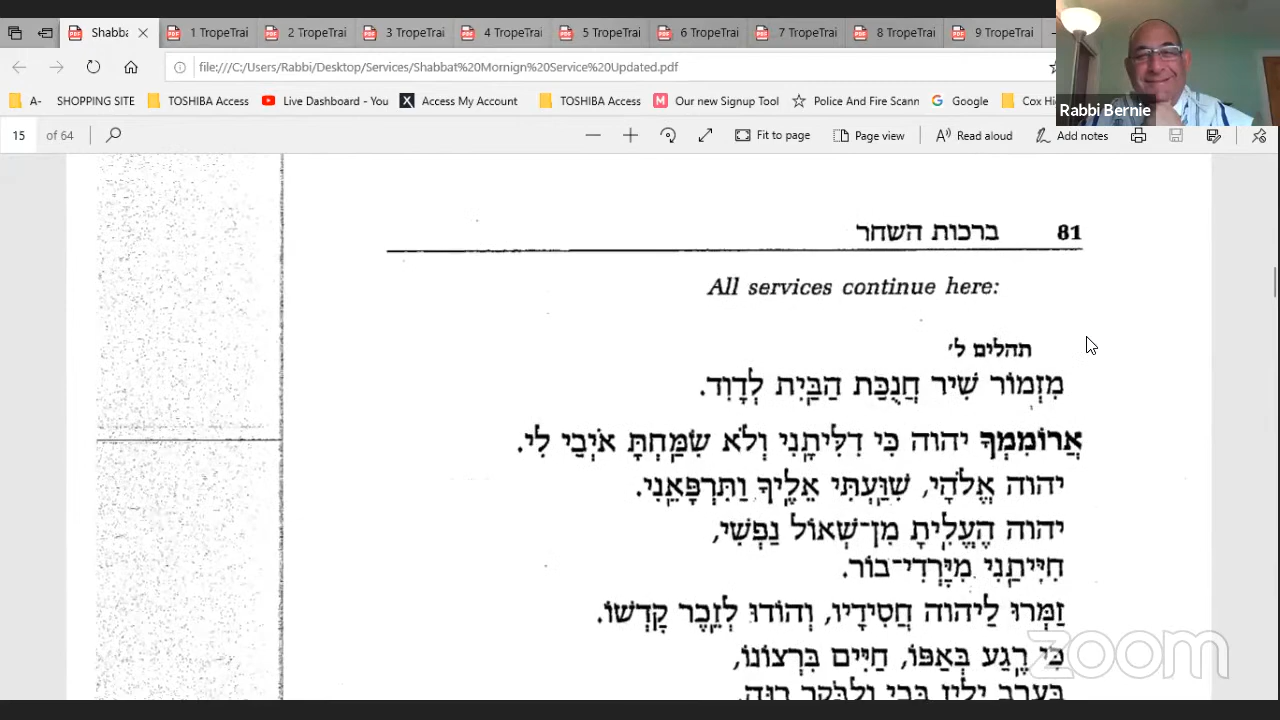 Shabba
1 TropeTrai
2 TropeTrai
3 TropeTrai
4 TropeTrai
5 TropeTrai
6 TropeTrai
7 TropeTrai
8 TropeTrai
9 TropeTrai
file:///C:/Users/Rabbi/Desktop/Services/Shabbat%20Mornign%20Service%20Updated.pdf
A- SHOPPING SITE TOSHIBA Access Live Dashboard - You Access My Account TOSHIBA Access Our new Signup Tool Police And Fire Scann Google Cox Hi
Rabbi Bernie
15 of 64 Fit to page Page view Read aloud Add notes
81 ברכות השחר
All services continue here:
תהלים ל׳
מִזְמוֹר שִׁיר חֲנֻכַּת הַבַּיִת לְדָוִד.
אֲרוֹמִמְךָ יהוה כִּי דִלִּיתָנִי וְלֹא שִׂמַּחְתָּ אֹיְבַי לִי.
יהוה אֱלֹהָי, שִׁוַּעְתִּי אֵלֶיךָ וַתִּרְפָּאֵנִי.
יהוה הֶעֱלִיתָ מִן־שְׁאוֹל נַפְשִׁי,
חִיִּיתַנִי מִיָּרְדִי־בוֹר.
זַמְּרוּ לַיהוה חֲסִידָיו, וְהוֹדוּ לְזֵכֶר קָדְשׁוֹ.
כִּי רֶגַע בְּאַפּוֹ, חַיִּים בִּרְצוֹנוֹ,
בָּעֶרֶב יָלִין בֶּכִי וְלַבֹּקֶר רִנָּה.
zoom